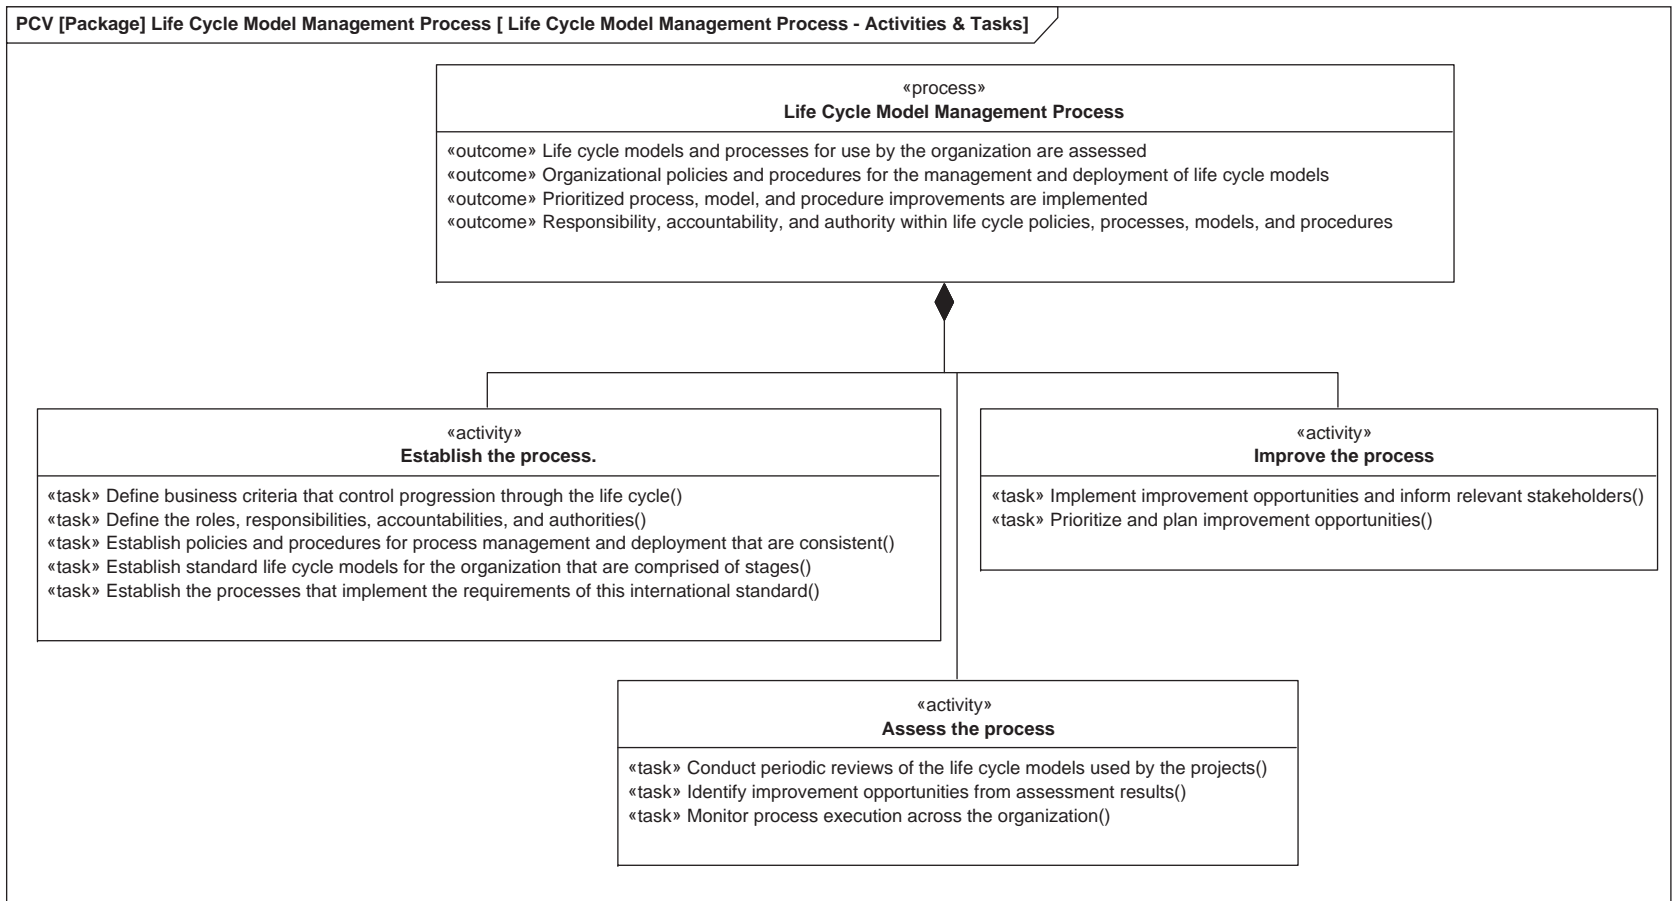 PCV [Package] Life Cycle Model Management Process [ Life Cycle Model Management Process - Activities & Tasks]
«process»
Life Cycle Model Management Process
«outcome» Life cycle models and processes for use by the organization are assessed
«outcome» Organizational policies and procedures for the management and deployment of life cycle models
«outcome» Prioritized process, model, and procedure improvements are implemented
«outcome» Responsibility, accountability, and authority within life cycle policies, processes, models, and procedures
«activity»
Establish the process.
«task» Define business criteria that control progression through the life cycle()
«task» Define the roles, responsibilities, accountabilities, and authorities()
«task» Establish policies and procedures for process management and deployment that are consistent()
«task» Establish standard life cycle models for the organization that are comprised of stages()
«task» Establish the processes that implement the requirements of this international standard()
«activity»
Improve the process
«task» Implement improvement opportunities and inform relevant stakeholders()
«task» Prioritize and plan improvement opportunities()
«activity»
Assess the process
«task» Conduct periodic reviews of the life cycle models used by the projects()
«task» Identify improvement opportunities from assessment results()
«task» Monitor process execution across the organization()